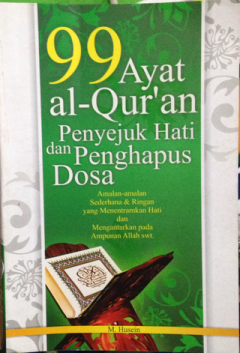 99 Ayat
al-Qur'an
Penyejuk Hati
dan Penghapus
Dosa
Amalan-amalan
Sederhana & Ringan
yang Menentramkan Hati
dan
Mengantarkan pada
Ampunan Allah swt.
M. Husein